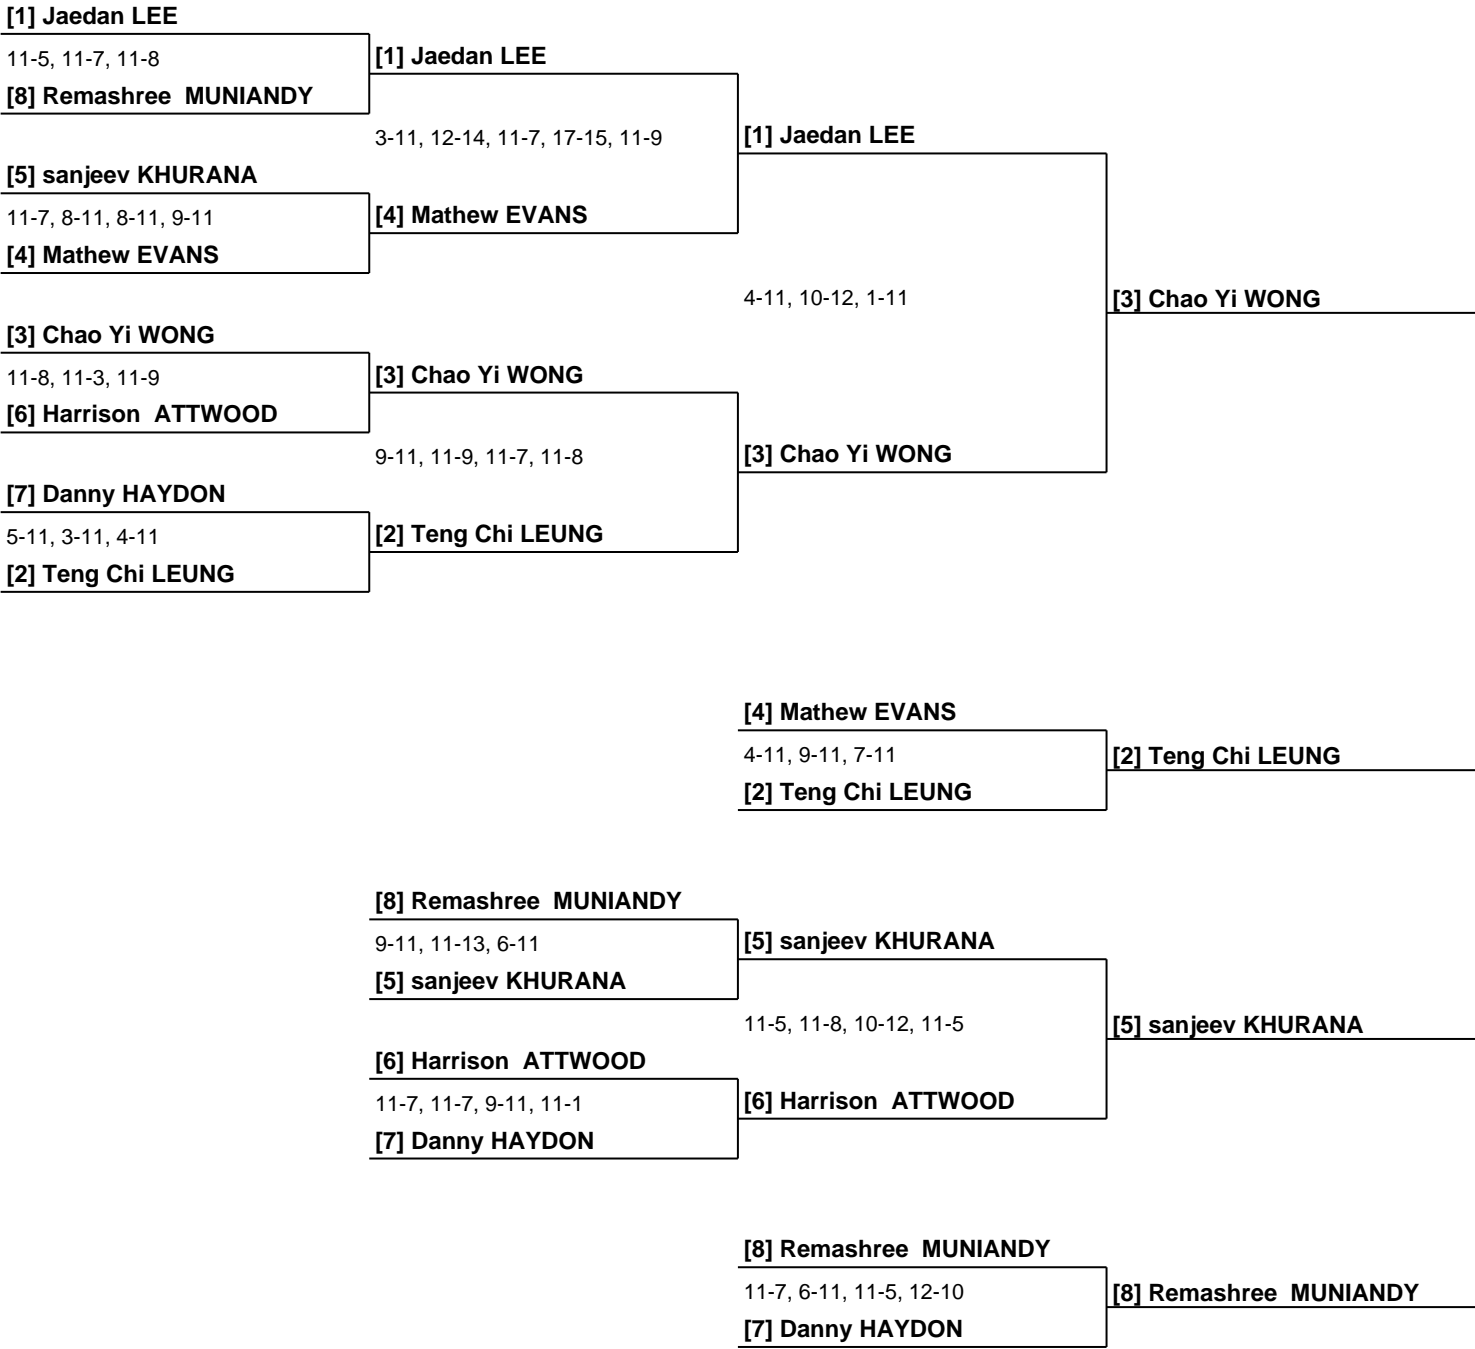 [1] Jaedan LEE
11-5, 11-7, 11-8
[1] Jaedan LEE
[8] Remashree  MUNIANDY
3-11, 12-14, 11-7, 17-15, 11-9
[1] Jaedan LEE
[5] sanjeev KHURANA
11-7, 8-11, 8-11, 9-11
[4] Mathew EVANS
[4] Mathew EVANS
4-11, 10-12, 1-11
[3] Chao Yi WONG
[3] Chao Yi WONG
11-8, 11-3, 11-9
[3] Chao Yi WONG
[6] Harrison  ATTWOOD
9-11, 11-9, 11-7, 11-8
[3] Chao Yi WONG
[7] Danny HAYDON
5-11, 3-11, 4-11
[2] Teng Chi LEUNG
[2] Teng Chi LEUNG
[4] Mathew EVANS
4-11, 9-11, 7-11
[2] Teng Chi LEUNG
[2] Teng Chi LEUNG
[8] Remashree  MUNIANDY
9-11, 11-13, 6-11
[5] sanjeev KHURANA
[5] sanjeev KHURANA
11-5, 11-8, 10-12, 11-5
[5] sanjeev KHURANA
[6] Harrison  ATTWOOD
11-7, 11-7, 9-11, 11-1
[6] Harrison  ATTWOOD
[7] Danny HAYDON
[8] Remashree  MUNIANDY
11-7, 6-11, 11-5, 12-10
[8] Remashree  MUNIANDY
[7] Danny HAYDON